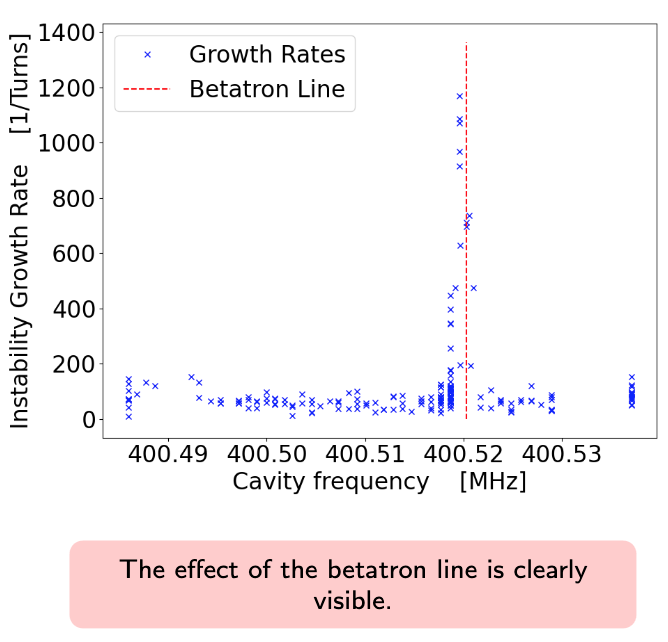 1400
1200
1000
800
600
400
200
0
Instability Growth Rate [1/Turns]
Growth Rates
Betatron Line
400.49 400.50 400.51 400.52 400.53
Cavity frequency [MHz]
The effect of the betatron line is clearly
visible.